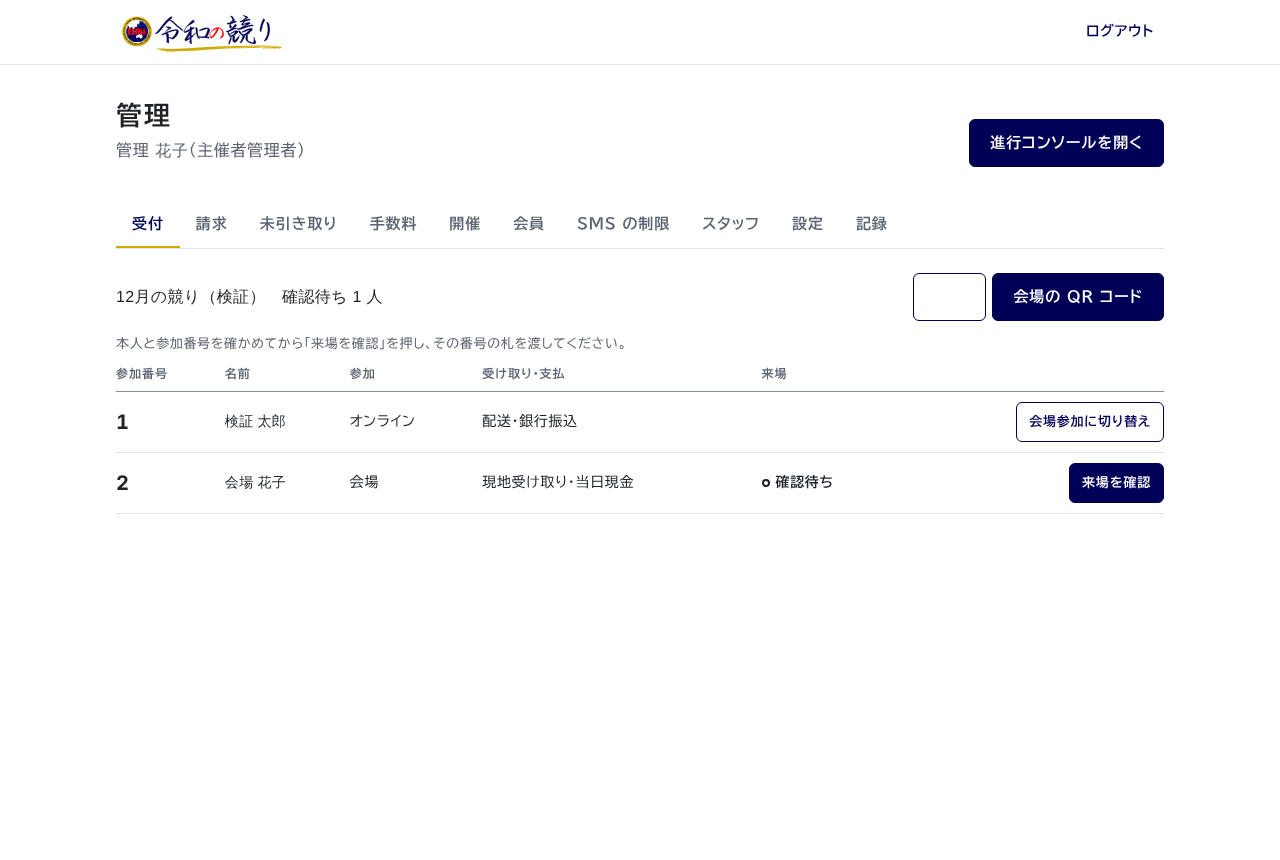 令和の競り
ログアウト
管理
管理 花子（主催者管理者）
進行コンソールを開く
受付 請求 未引き取り 手数料 開催 会員 SMS の制限 スタッフ 設定 記録
12月の競り（検証） 確認待ち 1 人
会場の QR コード
本人と参加番号を確かめてから「来場を確認」を押し、その番号の札を渡してください。
参加番号 名前 参加 受け取り・支払 来場
1 検証 太郎 オンライン 配送・銀行振込 会場参加に切り替え
2 会場 花子 会場 現地受け取り・当日現金 o 確認待ち 来場を確認